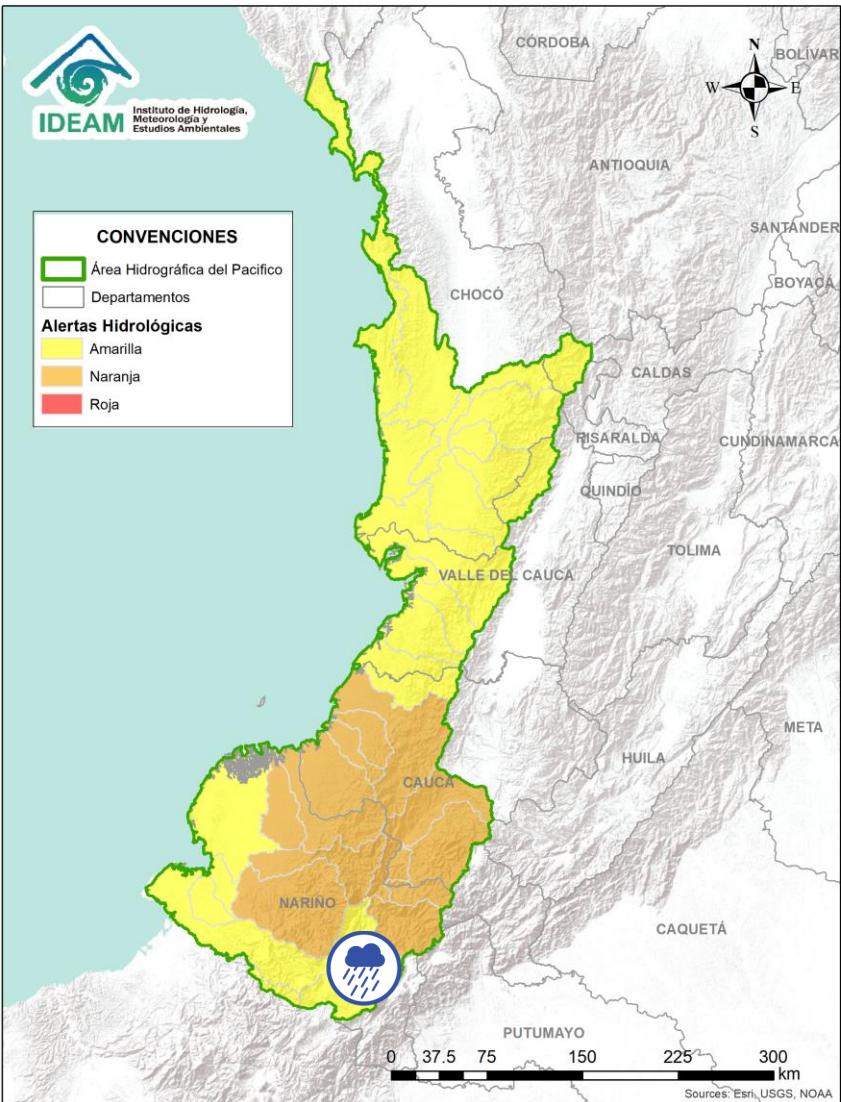 IDEAM
Instituto de Hidrología,
Meteorología y
Estudios Ambientales
CÓRDOBA
BOLÍVAR
N
W
E
S
ANTIOQUIA
SANTANDER
BOYACÁ
CONVENCIONES
Área Hidrográfica del Pacifico
Departamentos
Alertas Hidrológicas
Amarilla
Naranja
Roja
CHOCÓ
CALDAS
RISARALDA
CUNDINAMARCA
QUINDÍO
TOLIMA
VALLE DEL CAUCA
META
HUILA
CAUCA
NARIÑO
CAQUETÁ
PUTUMAYO
0 37.5 75 150 225 300
km
Sources: Esri, USGS, NOAA